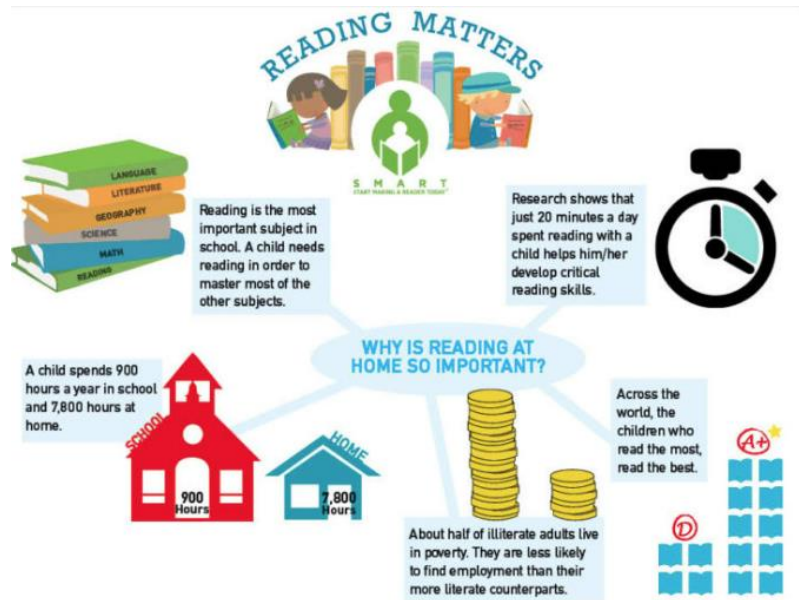 READING MATTERS
SMART
START MAKING A READER TODAY™
LANGUAGE
LITERATURE
GEOGRAPHY
SCIENCE
MATH
READING
Reading is the most
important subject in
school. A child needs
reading in order to
master most of the
other subjects.
Research shows that
just 20 minutes a day
spent reading with a
child helps him/her
develop critical
reading skills.
WHY IS READING AT
HOME SO IMPORTANT?
A child spends 900
hours a year in school
and 7,800 hours at
home.
SCHOOL
900
Hours
HOME
7,800
Hours
Across the
world, the
children who
read the most,
read the best.
A+
D
About half of illiterate adults live
in poverty. They are less likely
to find employment than their
more literate counterparts.